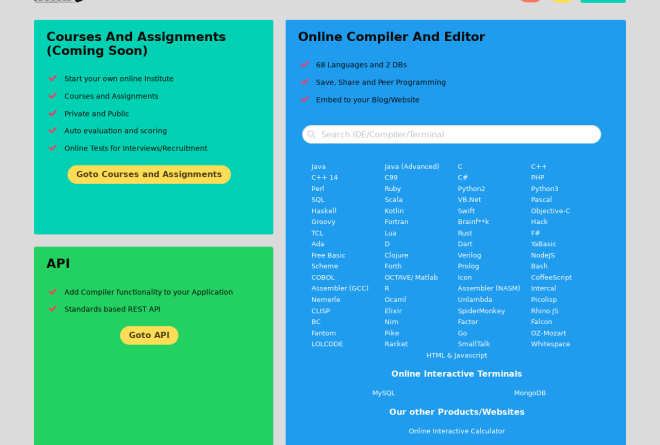 Courses And Assignments
(Coming Soon)
Start your own online Institute
Courses and Assignments
Private and Public
Auto evaluation and scoring
Online Tests for Interviews/Recruitment
Goto Courses and Assignments
API
Add Compiler functionality to your Application
Standards based REST API
Goto API
Online Compiler And Editor
68 Languages and 2 DBs
Save, Share and Peer Programming
Embed to your Blog/Website
Search IDE/Compiler/Terminal
Java Java (Advanced) C C++
C++ 14 C99 C# PHP
Perl Ruby Python2 Python3
SQL Scala VB.Net Pascal
Haskell Kotlin Swift Objective-C
Groovy Fortran Brainf**k Hack
TCL Lua Rust F#
Ada D Dart YaBasic
Free Basic Clojure Verilog NodeJS
Scheme Forth Prolog Bash
COBOL OCTAVE/ Matlab Icon CoffeeScript
Assembler (GCC) R Assembler (NASM) Intercal
Nemerle Ocaml Unlambda Picolisp
CLISP Elixir SpiderMonkey Rhino JS
BC Nim Factor Falcon
Fantom Pike Go OZ-Mozart
LOLCODE Racket SmallTalk Whitespace
HTML & Javascript
Online Interactive Terminals
MySQL MongoDB
Our other Products/Websites
Online Interactive Calculator